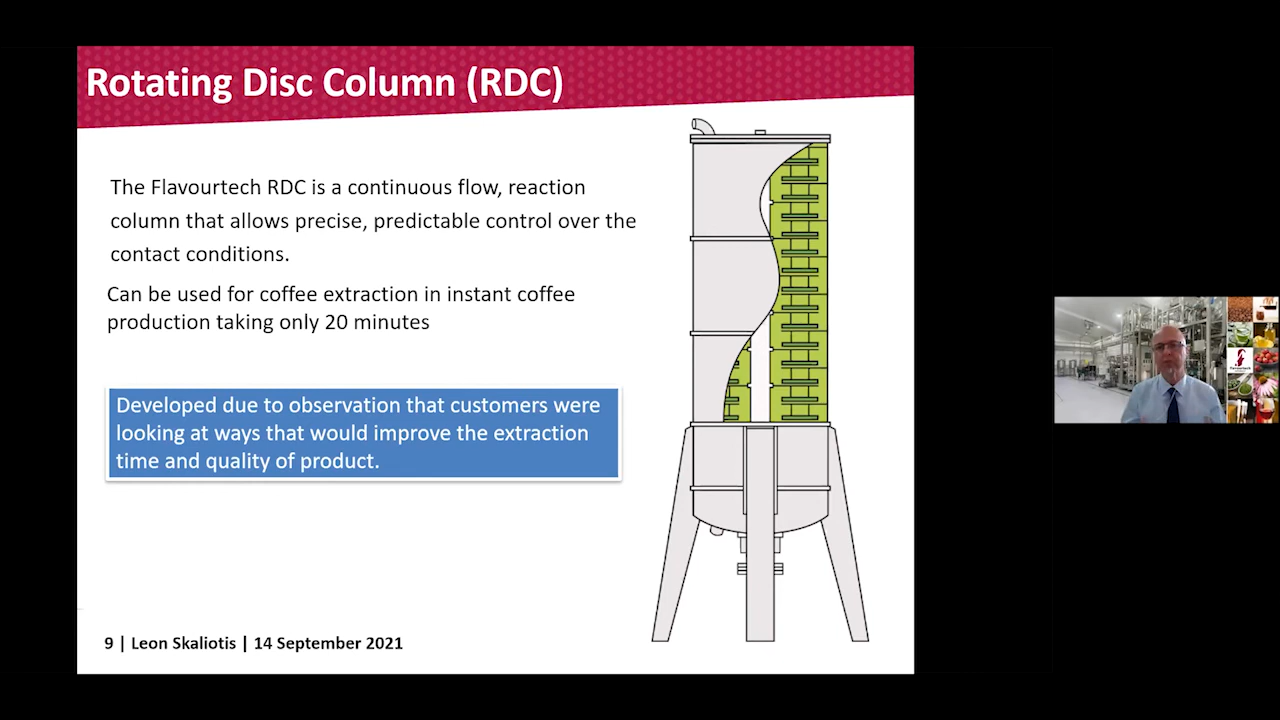 Rotating Disc Column (RDC)
The Flavourtech RDC is a continuous flow, reaction
column that allows precise, predictable control over the
contact conditions.
Can be used for coffee extraction in instant coffee
production taking only 20 minutes
Developed due to observation that customers were
looking at ways that would improve the extraction
time and quality of product.
9 | Leon Skaliotis | 14 September 2021
Flavourtech